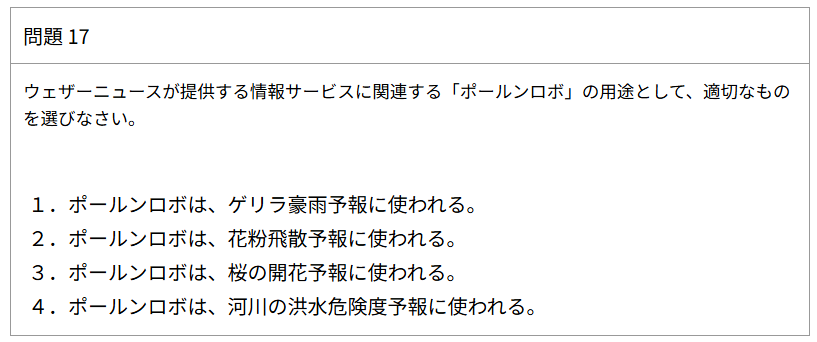 問題 17
ウェザーニュースが提供する情報サービスに関連する「ポールンロボ」の用途として、適切なもの
を選びなさい。
１．ポールンロボは、ゲリラ豪雨予報に使われる。
２．ポールンロボは、花粉飛散予報に使われる。
３．ポールンロボは、桜の開花予報に使われる。
４．ポールンロボは、河川の洪水危険度予報に使われる。